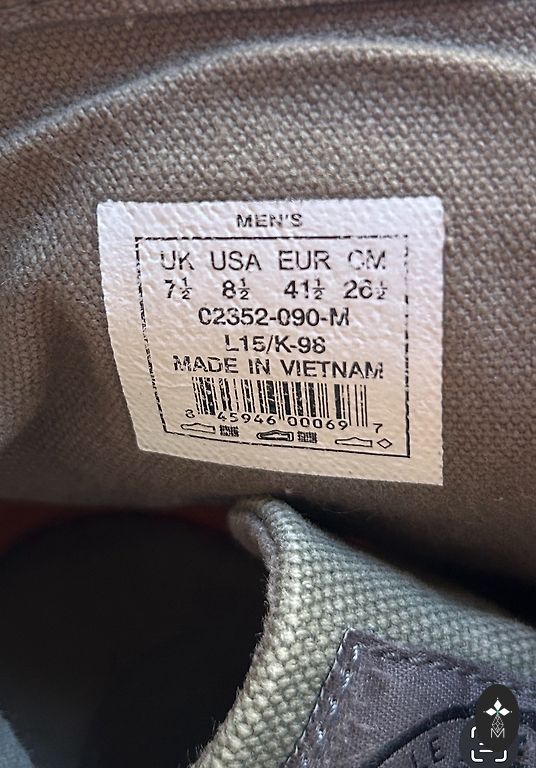 MEN'S
UK USA EUR CM
7½ 8½ 41½ 26½
02352-090-M
L15/K-98
MADE IN VIETNAM
8 45946 00069 7